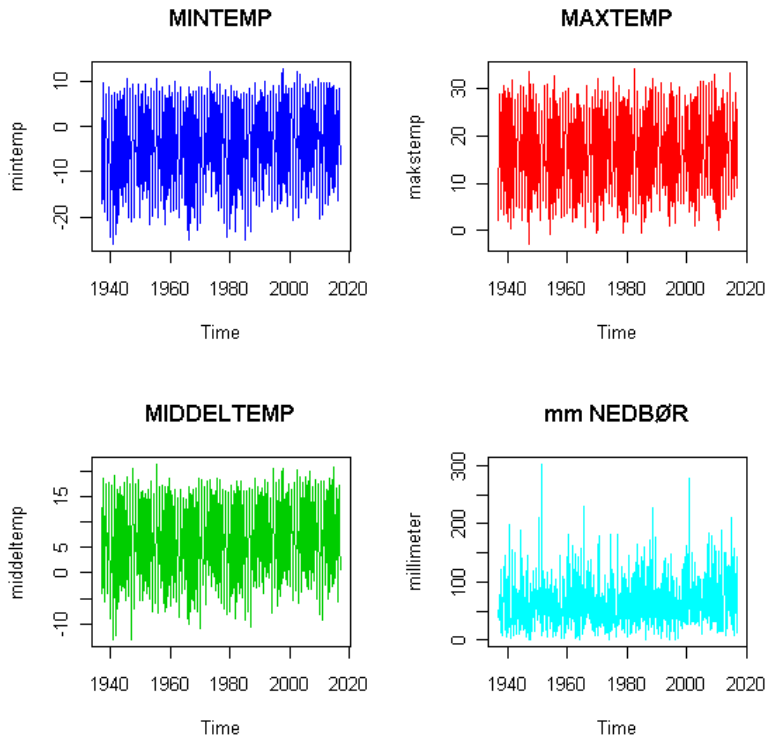 MINTEMP
mintemp
10
0
-10
-20
1940 1960 1980 2000 2020
Time
MAXTEMP
makstemp
30
20
10
0
1940 1960 1980 2000 2020
Time
MIDDELTEMP
middeltemp
15
5
0
-10
1940 1960 1980 2000 2020
Time
mm NEDBØR
millimeter
300
200
100
0
1940 1960 1980 2000 2020
Time